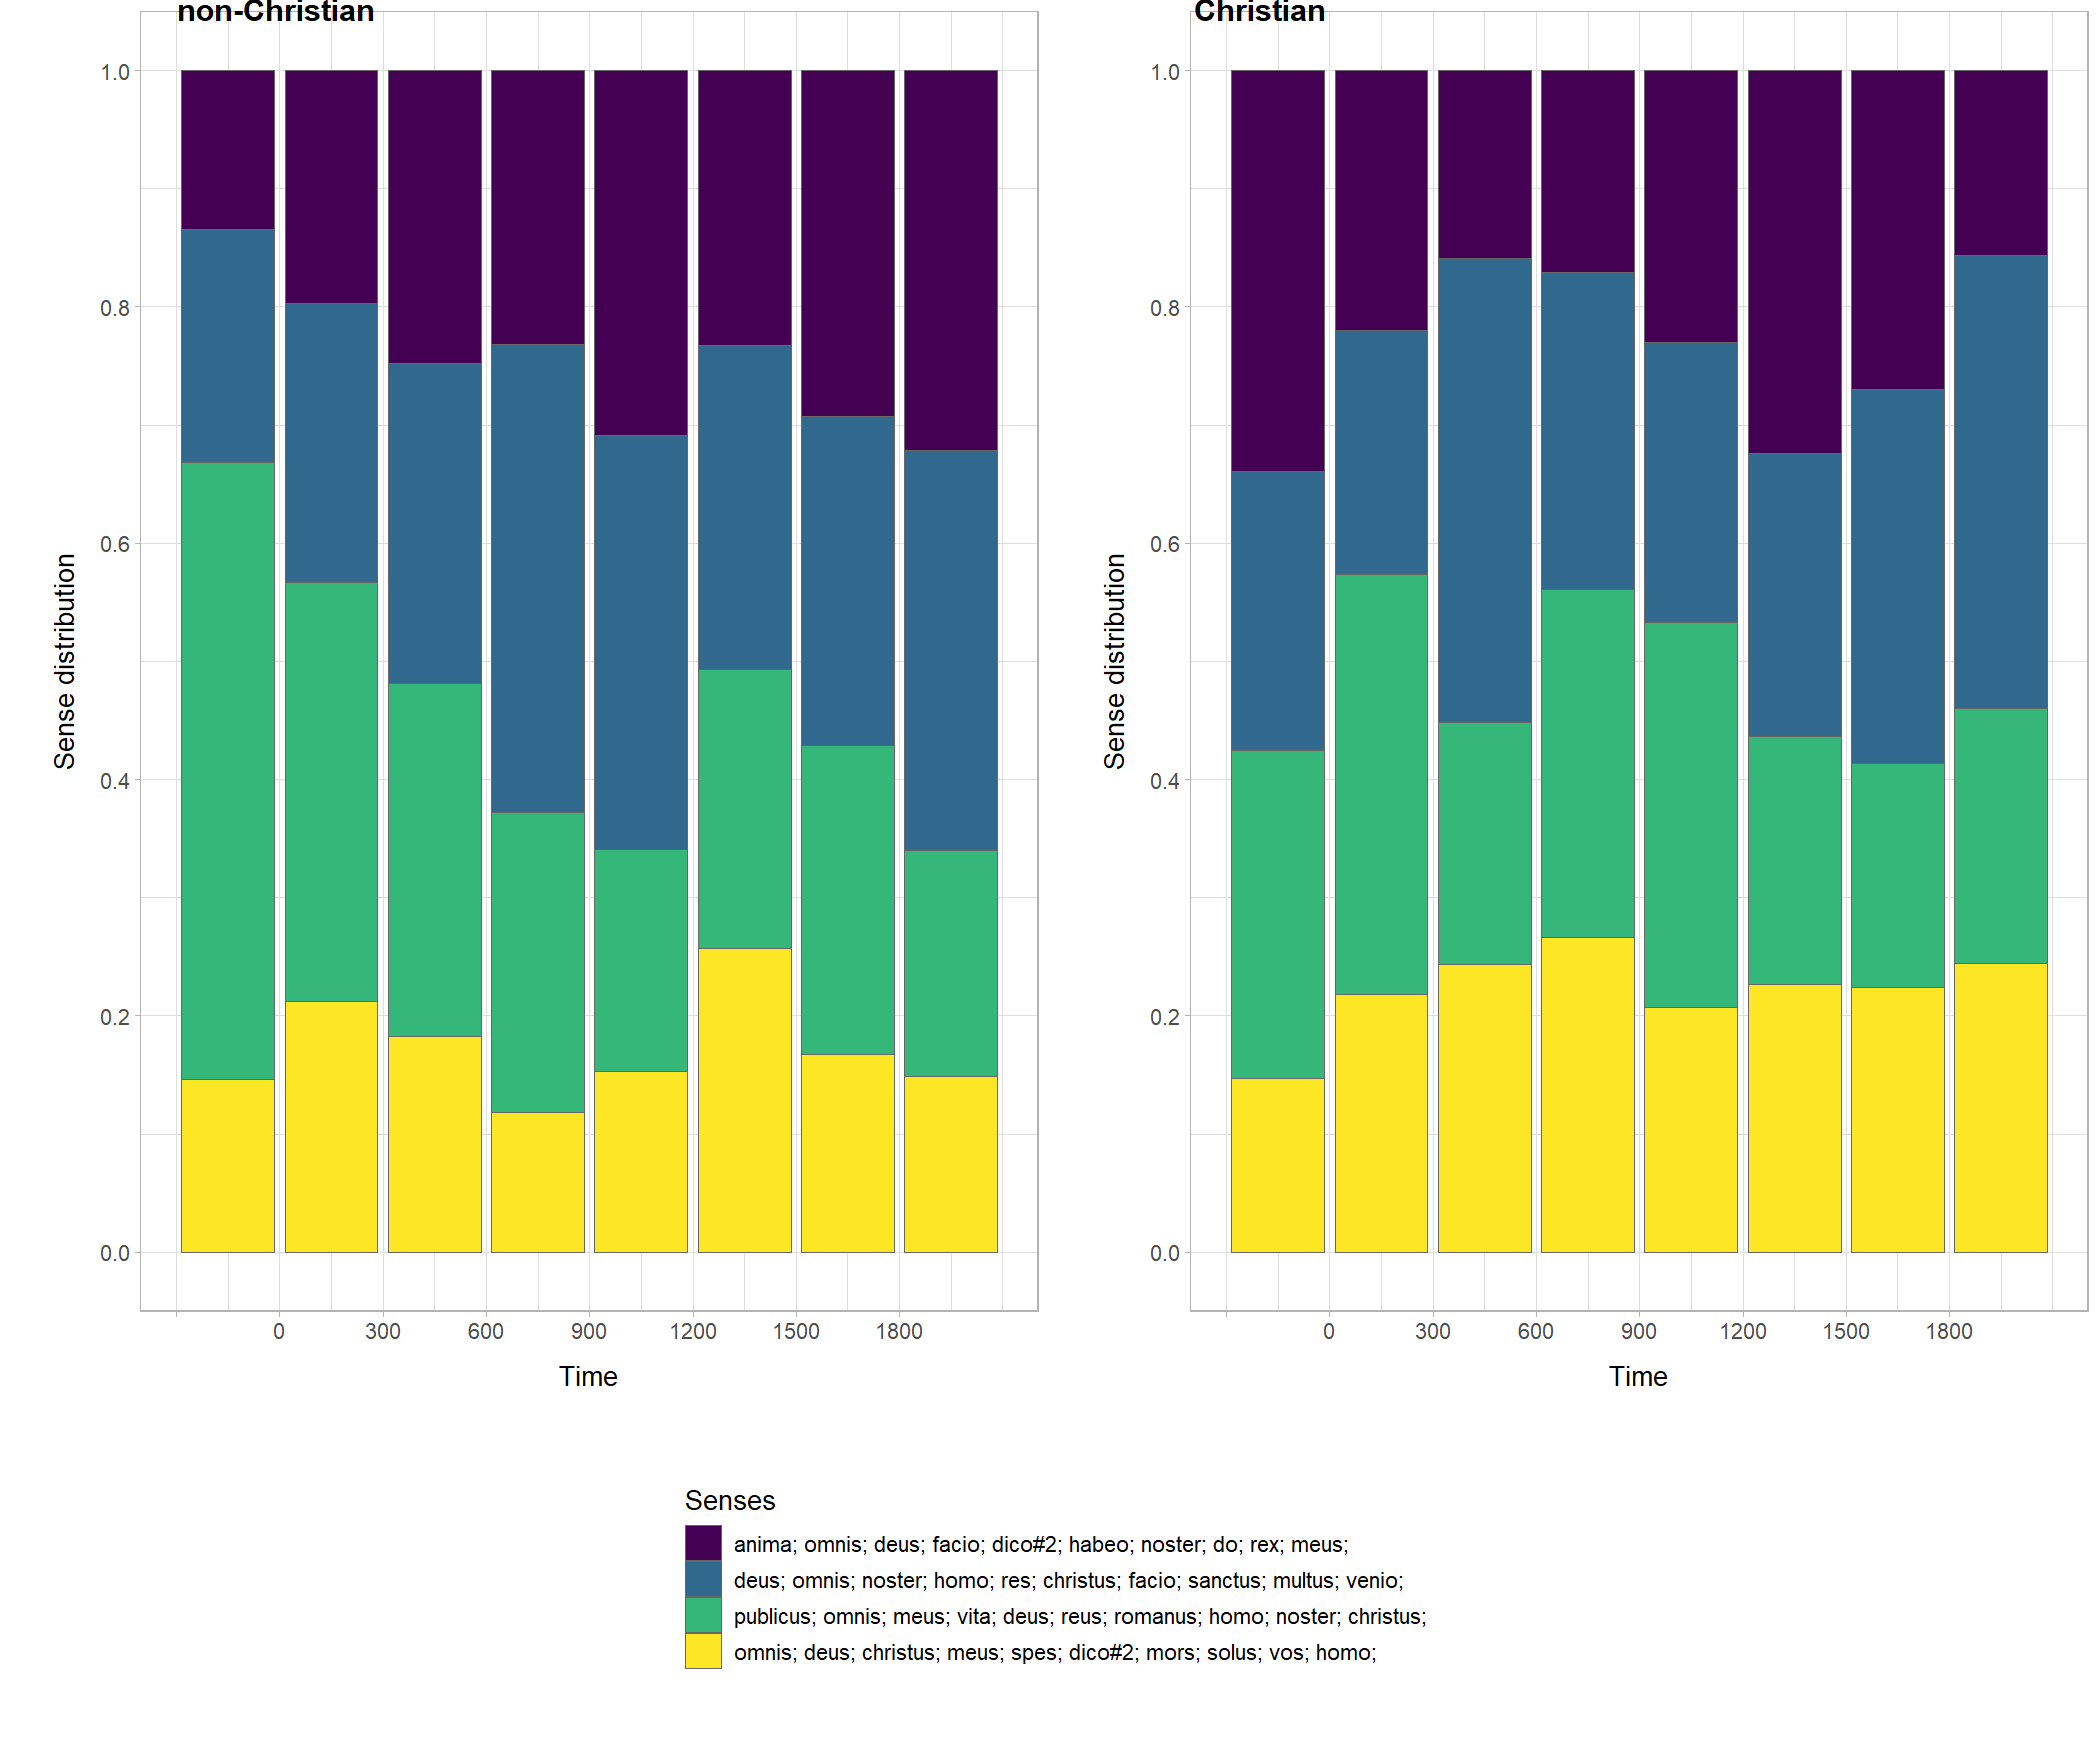 non-Christian
Christian
1.0
0.8
0.6
0.4
0.2
0.0
Sense distribution
0 300 600 900 1200 1500 1800
Time
1.0
0.8
0.6
0.4
0.2
0.0
Sense distribution
0 300 600 900 1200 1500 1800
Time
Senses
anima; omnis; deus; facio; dico#2; habeo; noster; do; rex; meus;
deus; omnis; noster; homo; res; christus; facio; sanctus; multus; venio;
publicus; omnis; meus; vita; deus; reus; romanus; homo; noster; christus;
omnis; deus; christus; meus; spes; dico#2; mors; solus; vos; homo;